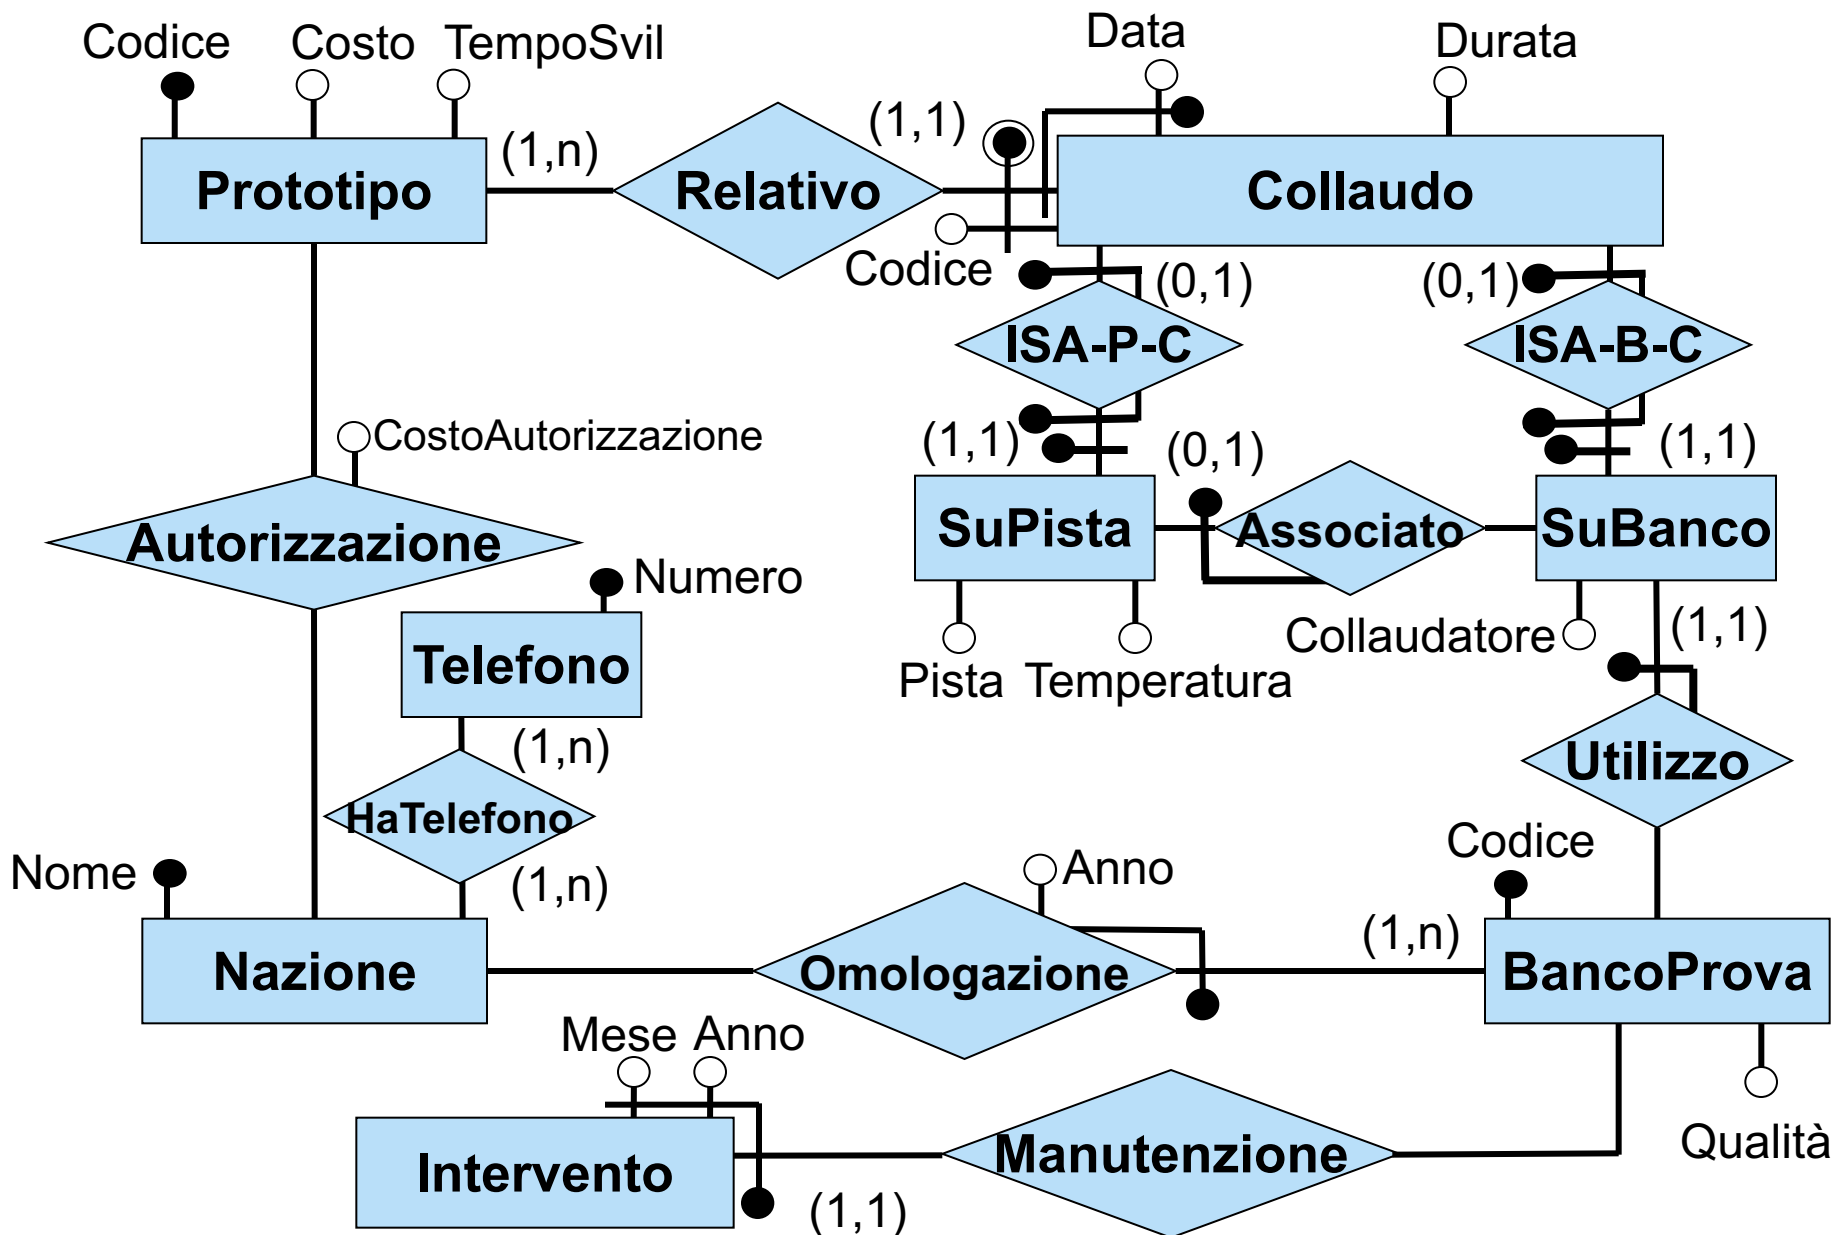 Codice Costo TempoSvil Data Durata
(1,n) (1,1)
Prototipo Relativo Collaudo
Codice (0,1) (0,1)
ISA-P-C ISA-B-C
CostoAutorizzazione (1,1) (0,1) (1,1)
Autorizzazione SuPista Associato SuBanco
Numero
Collaudatore (1,1)
Telefono Pista Temperatura
(1,n) Utilizzo
HaTelefono
Nome (1,n) Anno Codice
(1,n)
Nazione Omologazione BancoProva
Mese Anno
Intervento Manutenzione Qualità
(1,1)